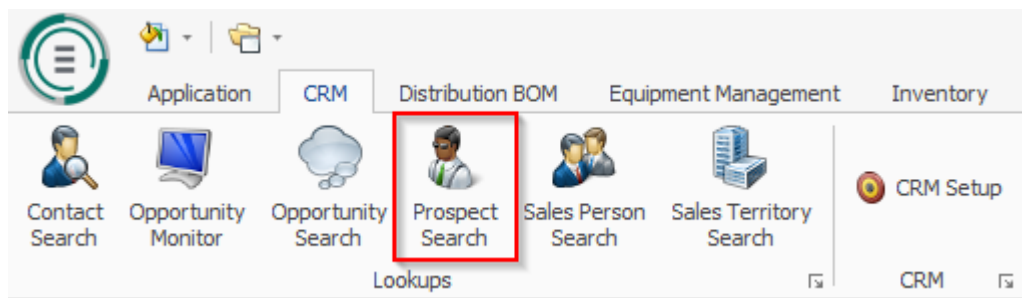 Application CRM Distribution BOM Equipment Management Inventory
Contact Opportunity Opportunity Prospect Sales Person Sales Territory CRM Setup
Search Monitor Search Search Search Search
Lookups CRM